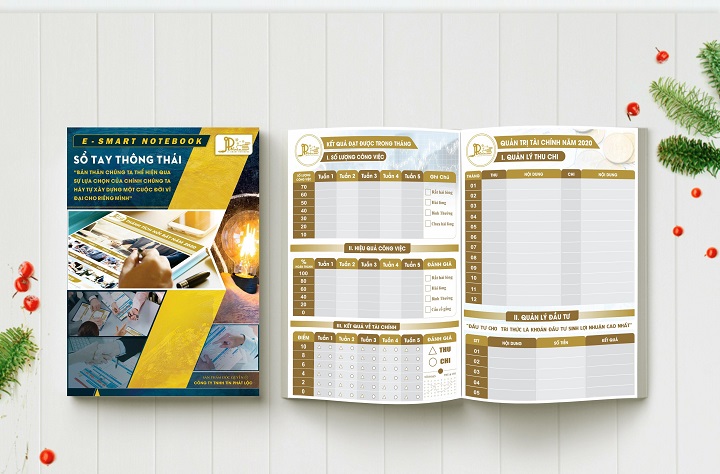 E - SMART NOTEBOOK
SỔ TAY THÔNG THÁI
"BẢN THÂN CHÚNG TA THỂ HIỆN QUA
SỰ LỰA CHỌN CỦA CHÍNH CHÚNG TA
HÃY TỰ XÂY DỰNG MỘT CUỘC ĐỜI VĨ
ĐẠI CHO RIÊNG MÌNH"
CÔNG TY TNHH TÍN PHÁT LỘC
KẾT QUẢ ĐẠT ĐƯỢC TRONG THÁNG
I. SỐ LƯỢNG CÔNG VIỆC
SỐ LƯỢNG CÔNG VIỆC Tuần 1 Tuần 2 Tuần 3 Tuần 4 Tuần 5 Ghi Chú
70
60
50
40
30
20
10
Rất hài lòng
Hài lòng
Bình Thường
Chưa hài lòng
II. HIỆU QUẢ CÔNG VIỆC
% Tuần 1 Tuần 2 Tuần 3 Tuần 4 Tuần 5 ĐÁNH GIÁ
100
80
60
40
20
0
Rất hài lòng
Hài lòng
Bình Thường
Cần cố gắng
III. KẾT QUẢ VỀ TÀI CHÍNH
ĐIỂM Tuần 1 Tuần 2 Tuần 3 Tuần 4 Tuần 5 ĐÁNH GIÁ
10
8
6
4
2
0
THU
CHI
QUẢN TRỊ TÀI CHÍNH NĂM 2020
I. QUẢN LÝ THU CHI
THÁNG THU NỘI DUNG CHI NỘI DUNG
01
02
03
04
05
06
07
08
09
10
11
12
II. QUẢN LÝ ĐẦU TƯ
"ĐẦU TƯ CHO TRI THỨC LÀ KHOẢN ĐẦU TƯ SINH LỢI NHUẬN CAO NHẤT"
STT NỘI DUNG SỐ TIỀN KẾT QUẢ
01
02
03
04
05